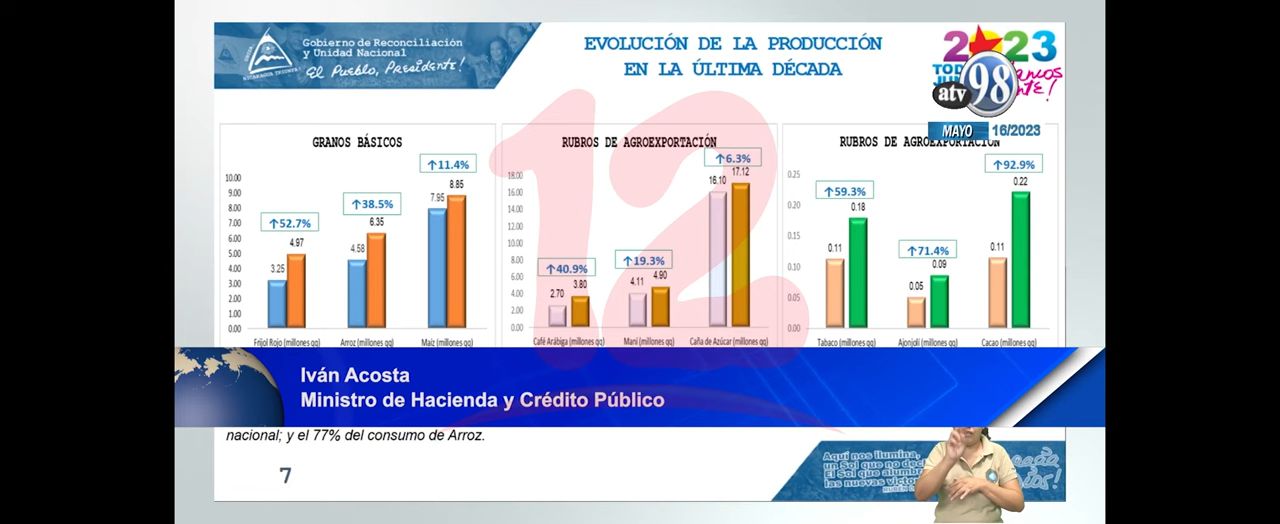 Gobierno de Reconciliación
y Unidad Nacional
El Pueblo, Presidente!
NICARAGUA TRIUNFA!
EVOLUCIÓN DE LA PRODUCCIÓN
EN LA ÚLTIMA DÉCADA
2023
atv 98
MAYO 16/2023
GRANOS BÁSICOS
10.00
9.00
8.00
7.00
6.00
5.00
4.00
3.00
2.00
1.00
0.00
↑52.7%
3.25
4.97
↑38.5%
4.58
6.35
↑11.4%
7.95
8.85
Frijol Rojo (millones qq)
Arroz (millones qq)
Maíz (millones qq)
RUBROS DE AGROEXPORTACIÓN
18.00
16.00
14.00
12.00
10.00
8.00
6.00
4.00
2.00
0.00
↑40.9%
2.70
3.80
↑19.3%
4.11
4.90
↑6.3%
16.10
17.12
Café Arábiga (millones qq)
Maní (millones qq)
Caña de Azúcar (millones qq)
RUBROS DE AGROEXPORTACIÓN
0.25
0.20
0.15
0.10
0.05
0.00
↑59.3%
0.11
0.18
↑71.4%
0.05
0.09
↑92.9%
0.11
0.22
Tabaco (millones qq)
Ajonjolí (millones qq)
Cacao (millones qq)
12
Iván Acosta
Ministro de Hacienda y Crédito Público
nacional; y el 77% del consumo de Arroz.
7
Aquí nos ilumina,
un Sol que no
El Sol que
las nuevas